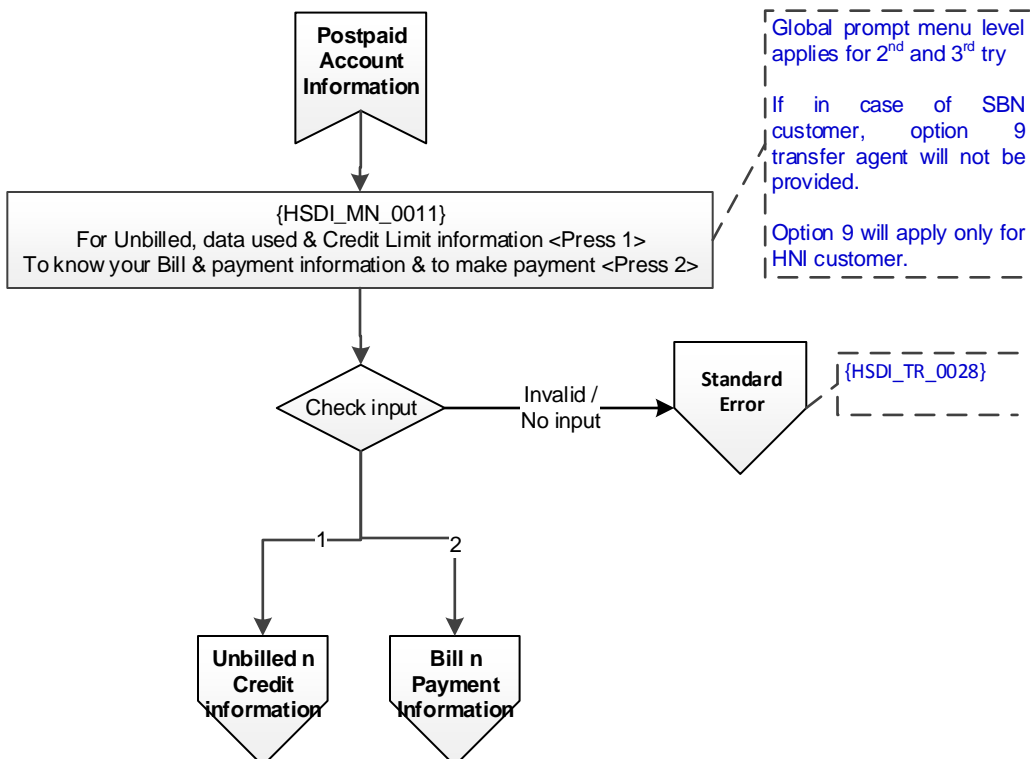 Postpaid
Account
Information
Global prompt menu level
applies for 2nd and 3rd try
If in case of SBN
customer, option 9
transfer agent will not be
provided.
Option 9 will apply only for
HNI customer.
{HSDI_MN_0011}
For Unbilled, data used & Credit Limit information <Press 1>
To know your Bill & payment information & to make payment <Press 2>
Check input
Invalid /
No input
Standard
Error
{HSDI_TR_0028}
1
2
Unbilled n
Credit
information
Bill n
Payment
Information